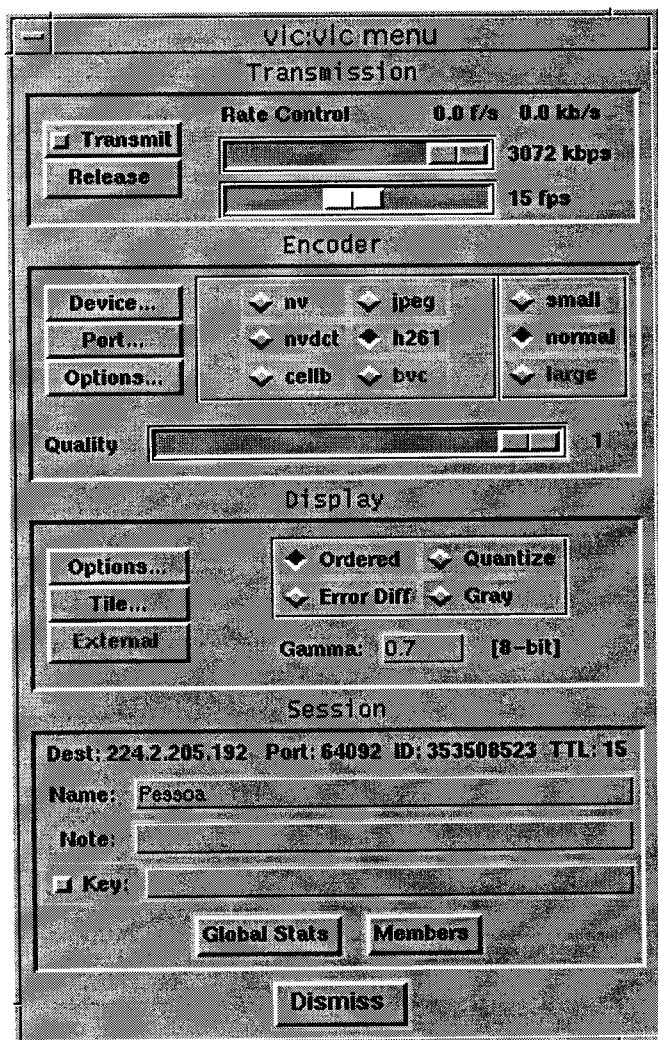 vic:vic menu
Transmission
Rate Control 0.0 f/s 0.0 kb/s
Transmit
3072 kbps
Release
15 fps
Encoder
Device... nv jpeg small
Port... nvdct h261 normal
Options... cellb bvc large
Quality 1
Display
Options... Ordered Quantize
Tile... Error Diff Gray
External Gamma: 0.7 [8-bit]
Session
Dest: 224.2.205.192 Port: 64092 ID: 353508523 TTL: 15
Name: Pessoa
Note:
Key:
Global Stats Members
Dismiss